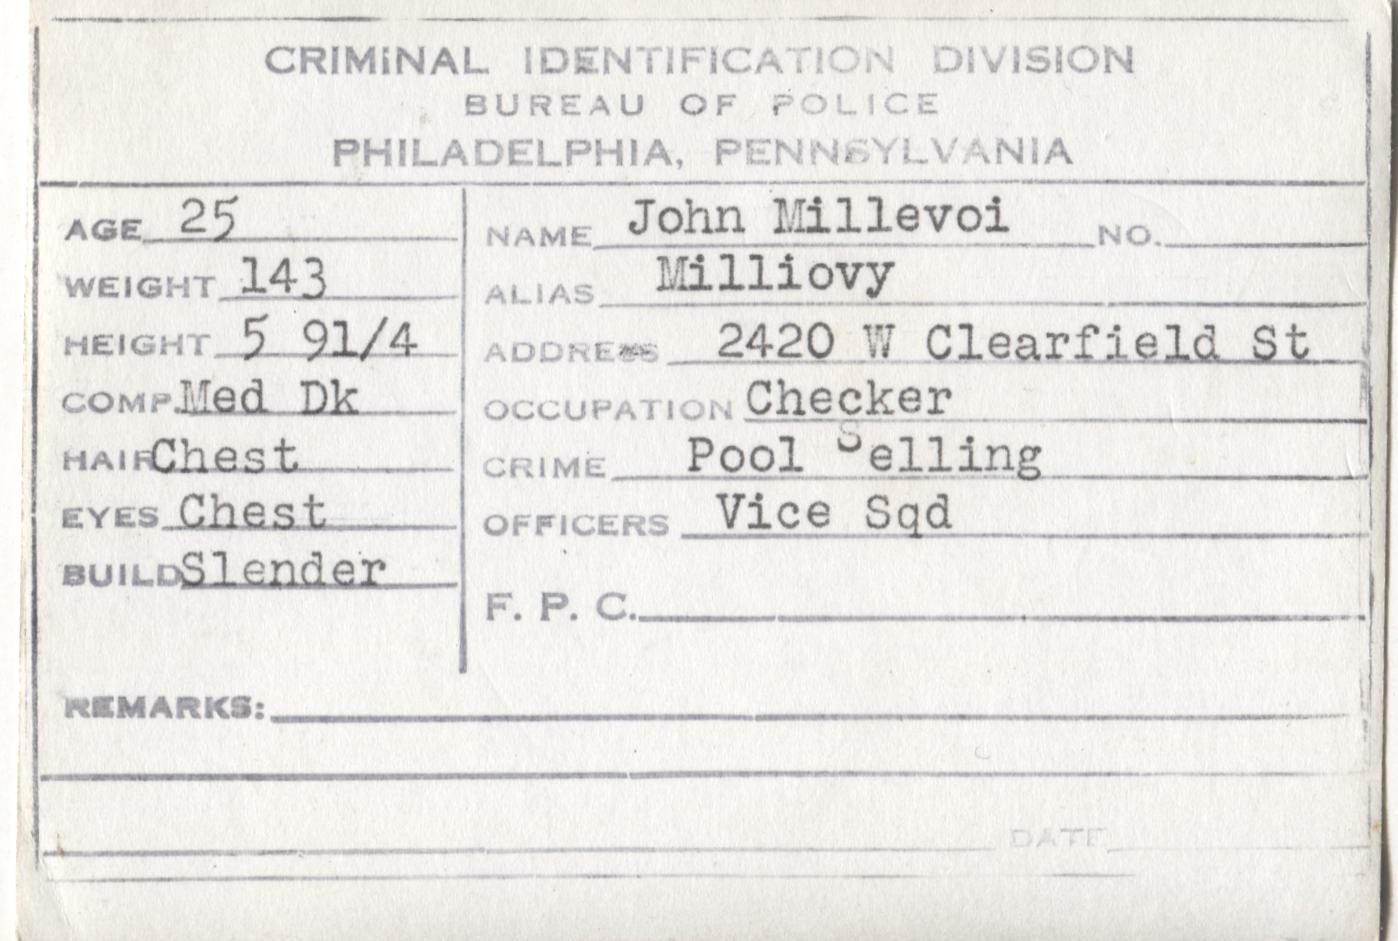 CRIMINAL IDENTIFICATION DIVISION
BUREAU OF POLICE
PHILADELPHIA, PENNSYLVANIA
AGE 25
WEIGHT 143
HEIGHT 5 91/4
COMP. Med Dk
HAIR Chest
EYES Chest
BUILD Slender
NAME John Millevoi NO.
ALIAS Milliovy
ADDRESS 2420 W Clearfield St
OCCUPATION Checker
CRIME Pool Selling
OFFICERS Vice Sqd
F. P. C.
REMARKS:
DATE